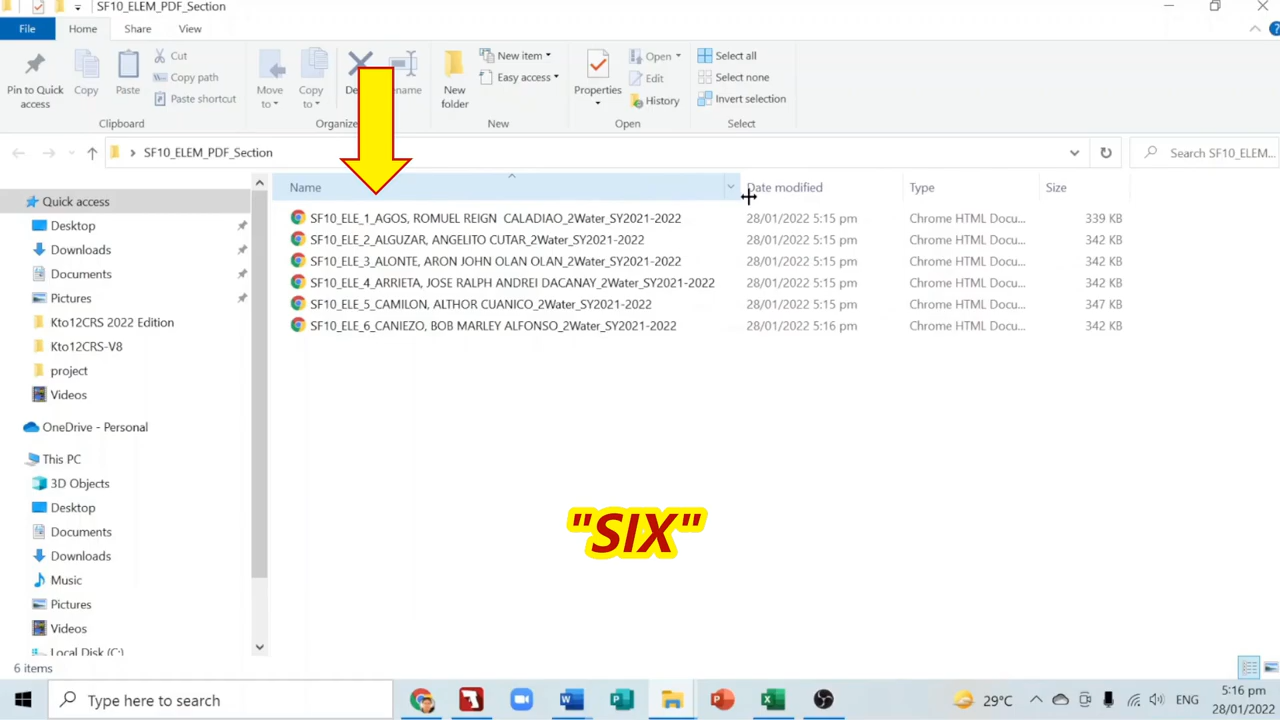 SF10_ELEM_PDF_Section
File Home Share View
Pin to Quick access
Copy
Paste
Cut
Copy path
Paste shortcut
Clipboard
Move to
Copy to
Organize
New folder
New item
Easy access
New
Properties
Open
Edit
History
Open
Select all
Select none
Invert selection
Select
SF10_ELEM_PDF_Section
Search SF10_ELEM...
Name Date modified Type Size
SF10_ELE_1_AGOS, ROMUEL REIGN  CALADIAO_2Water_SY2021-2022 28/01/2022 5:15 pm Chrome HTML Docu... 339 KB
SF10_ELE_2_ALGUZAR, ANGELITO CUTAR_2Water_SY2021-2022 28/01/2022 5:15 pm Chrome HTML Docu... 342 KB
SF10_ELE_3_ALONTE, ARON JOHN OLAN OLAN_2Water_SY2021-2022 28/01/2022 5:15 pm Chrome HTML Docu... 342 KB
SF10_ELE_4_ARRIETA, JOSE RALPH ANDREI DACANAY_2Water_SY2021-2022 28/01/2022 5:15 pm Chrome HTML Docu... 342 KB
SF10_ELE_5_CAMILON, ALTHOR CUANICO_2Water_SY2021-2022 28/01/2022 5:15 pm Chrome HTML Docu... 347 KB
SF10_ELE_6_CANIEZO, BOB MARLEY ALFONSO_2Water_SY2021-2022 28/01/2022 5:16 pm Chrome HTML Docu... 342 KB
Quick access
Desktop
Downloads
Documents
Pictures
Kto12CRS 2022 Edition
Kto12CRS-V8
project
Videos
OneDrive - Personal
This PC
3D Objects
Desktop
Documents
Downloads
Music
Pictures
Videos
Local Disk (C:)
"SIX"
6 items
Type here to search
29°C
ENG
5:16 pm
28/01/2022